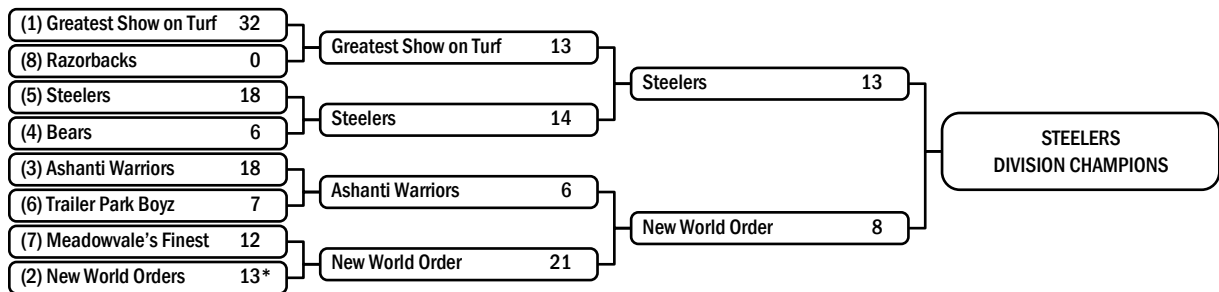 (1) Greatest Show on Turf 32
(8) Razorbacks 0
(5) Steelers 18
(4) Bears 6
(3) Ashanti Warriors 18
(6) Trailer Park Boyz 7
(7) Meadowvale's Finest 12
(2) New World Orders 13*
Greatest Show on Turf 13
Steelers 14
Ashanti Warriors 6
New World Order 21
Steelers 13
New World Order 8
STEELERS
DIVISION CHAMPIONS